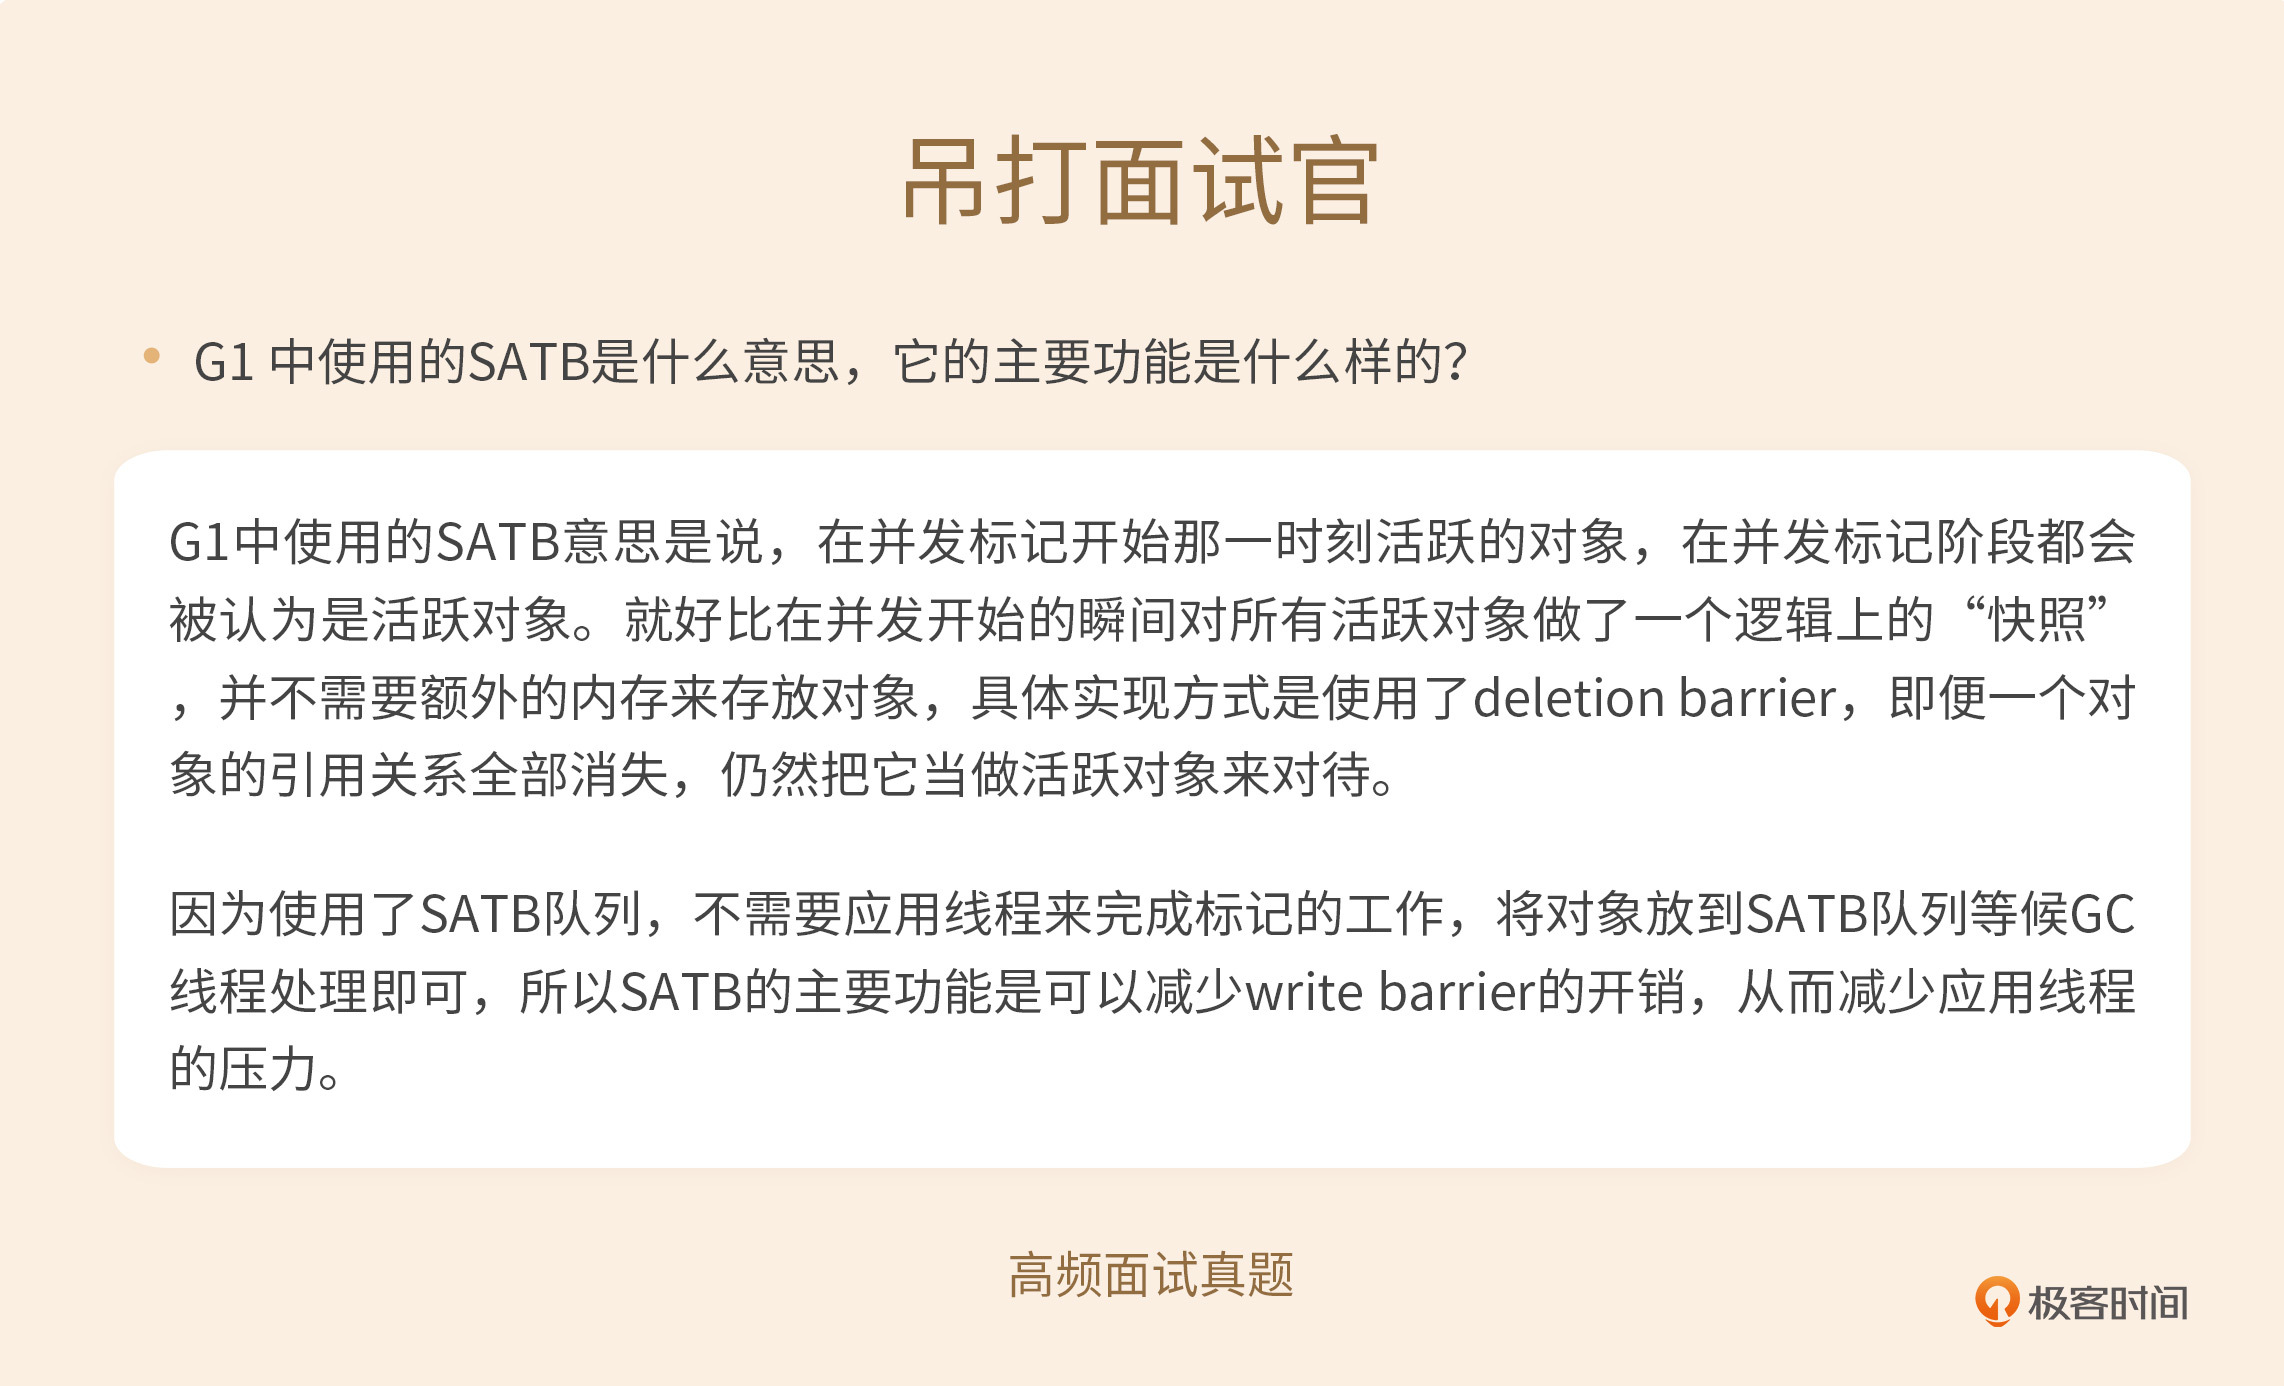 吊打面试官
G1 中使用的SATB是什么意思，它的主要功能是什么样的？
G1中使用的SATB意思是说，在并发标记开始那一时刻活跃的对象，在并发标记阶段都会
被认为是活跃对象。就好比在并发开始的瞬间对所有活跃对象做了一个逻辑上的“快照”
，并不需要额外的内存来存放对象，具体实现方式是使用了deletion barrier，即便一个对
象的引用关系全部消失，仍然把它当做活跃对象来对待。
因为使用了SATB队列，不需要应用线程来完成标记的工作，将对象放到SATB队列等候GC
线程处理即可，所以SATB的主要功能是可以减少write barrier的开销，从而减少应用线程
的压力。
高频面试真题
极客时间